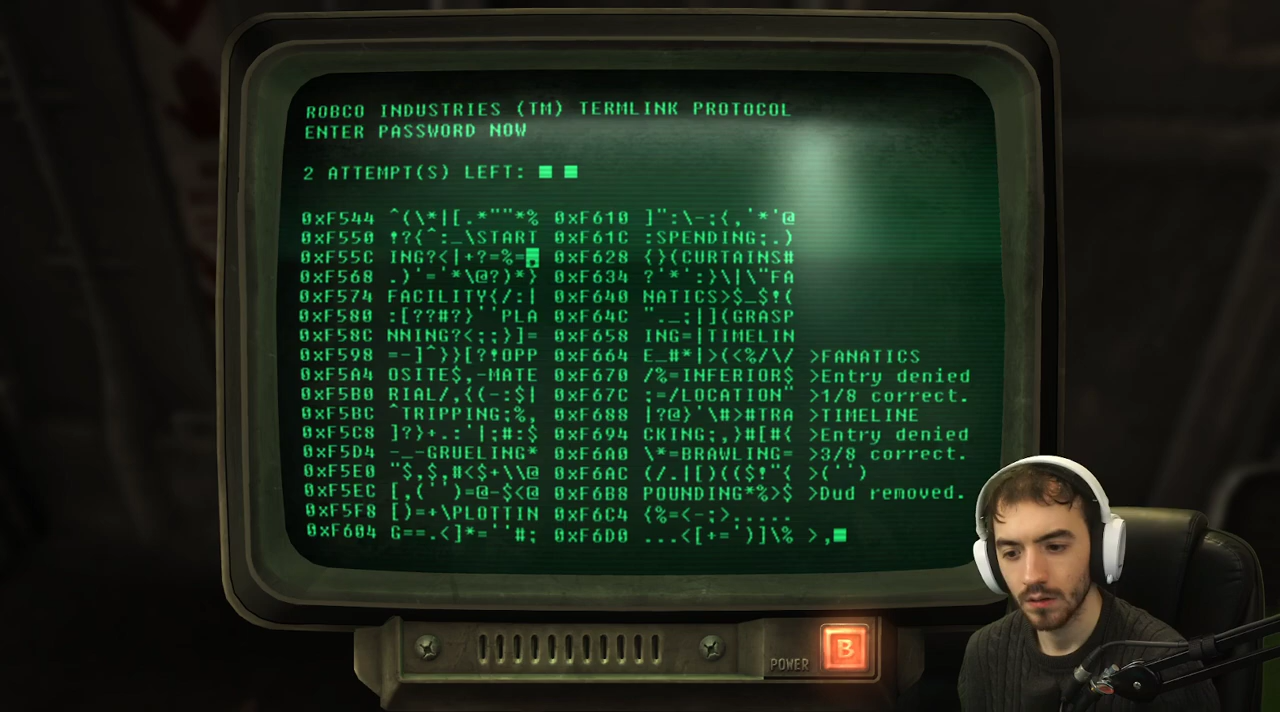 ROBCO INDUSTRIES (TM) TERMLINK PROTOCOL
ENTER PASSWORD NOW
2 ATTEMPT(S) LEFT: ■ ■
0xF544 ^(\*|[.*""*% 0xF610 ]":\-;{,'*'@
0xF550 !?{^:_\START 0xF61C :SPENDING;.)
0xF55C ING?<|+?=%=■ 0xF628 {}(CURTAINS#
0xF568 .)'='*\@?)*} 0xF634 ?'*':}\|\"FA
0xF574 FACILITY{/:| 0xF640 NATICS>$_$!(
0xF580 :[??#?}''PLA 0xF64C "._;|](GRASP
0xF58C NNING?<;;}]= 0xF658 ING=|TIMELIN
0xF598 =-]^}}[?!OPP 0xF664 E_#*|>(<%/\/ >FANATICS
0xF5A4 OSITE$,-MATE 0xF670 /%=INFERIOR$ >Entry denied
0xF5B0 RIAL/,{(-:$| 0xF67C ;=/LOCATION" >1/8 correct.
0xF5BC ^TRIPPING;%, 0xF688 |?@}'\#>#TRA >TIMELINE
0xF5C8 ]?}+.:'|;#:$ 0xF694 CKING;,}#[#{ >Entry denied
0xF5D4 -_-GRUELING* 0xF6A0 \*=BRAWLING= >3/8 correct.
0xF5E0 "$,$,#<$+\\@ 0xF6AC (/.|[)(($!"{ >('')
0xF5EC [,('')=@-$<@ 0xF6B8 POUNDING*%>$ >Dud removed.
0xF5F8 [)=+\PLOTTIN 0xF6C4 {%=<-;>.....
0xF604 G==.<]*=''#; 0xF6D0 ...<[+=')]\% >,■
POWER
B